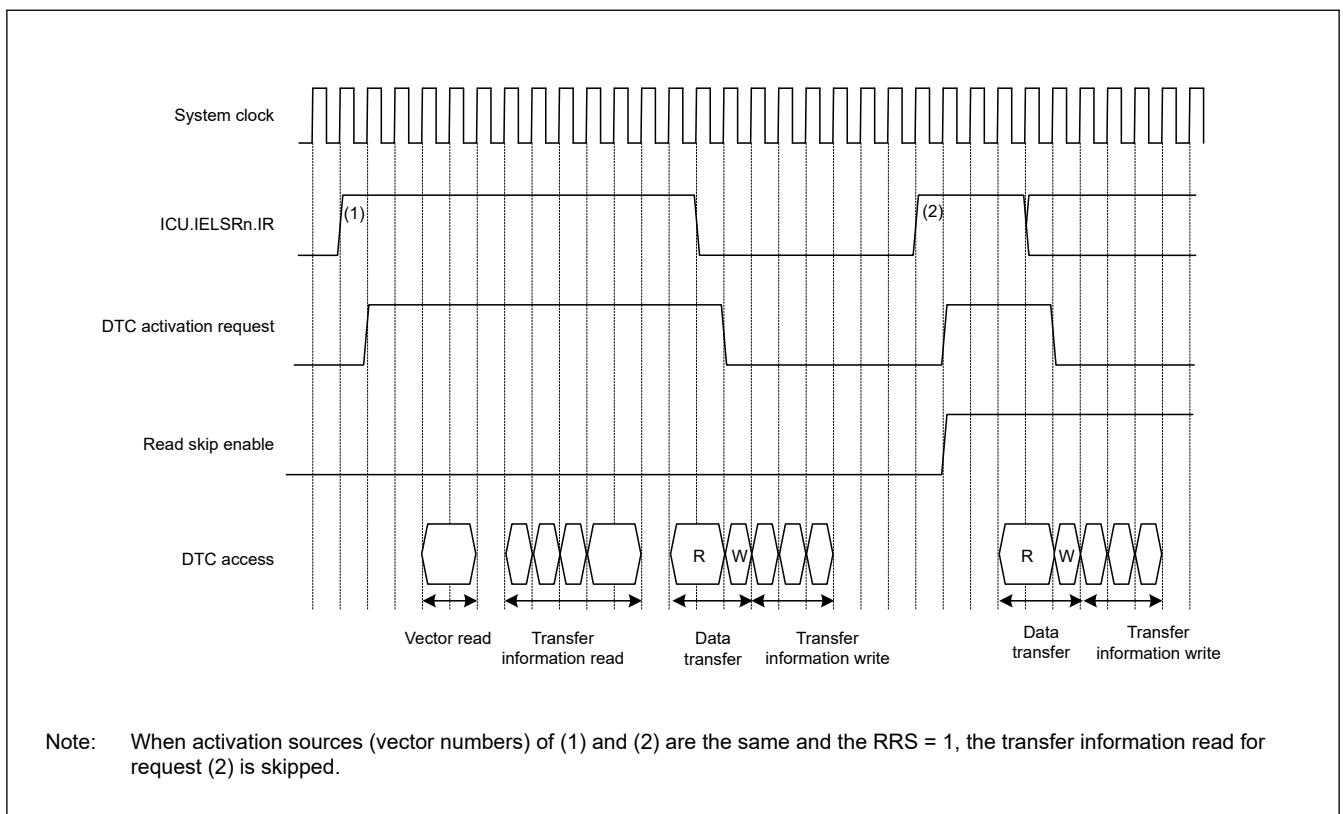 System clock
(1)
(2)
ICU.IELSRn.IR
DTC activation request
Read skip enable
DTC access
R
W
R
W
Vector read
Transfer
information read
Data
transfer
Transfer
information write
Data
transfer
Transfer
information write
Note: When activation sources (vector numbers) of (1) and (2) are the same and the RRS = 1, the transfer information read for
request (2) is skipped.